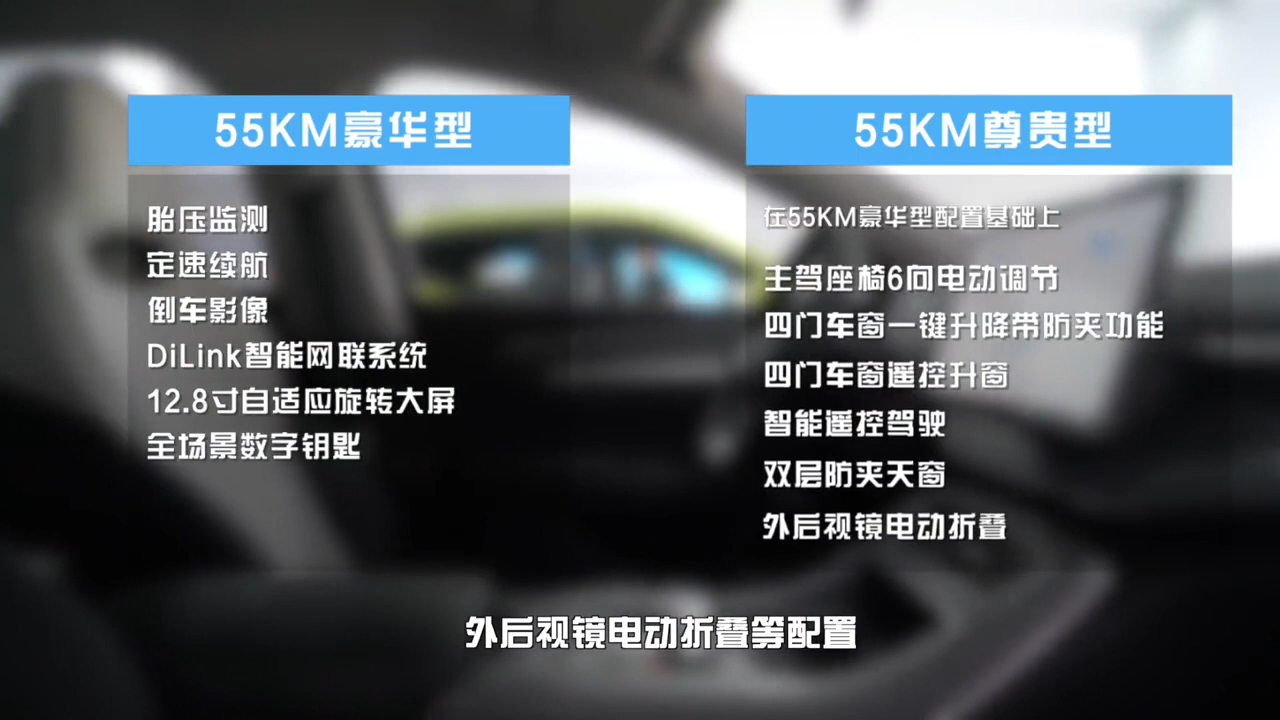 55KM豪华型
胎压监测
定速续航
倒车影像
DiLink智能网联系统
12.8寸自适应旋转大屏
全场景数字钥匙
55KM尊贵型
在55KM豪华型配置基础上
主驾座椅6向电动调节
四门车窗一键升降带防夹功能
四门车窗遥控升窗
智能遥控驾驶
双层防夹天窗
外后视镜电动折叠
外后视镜电动折叠等配置